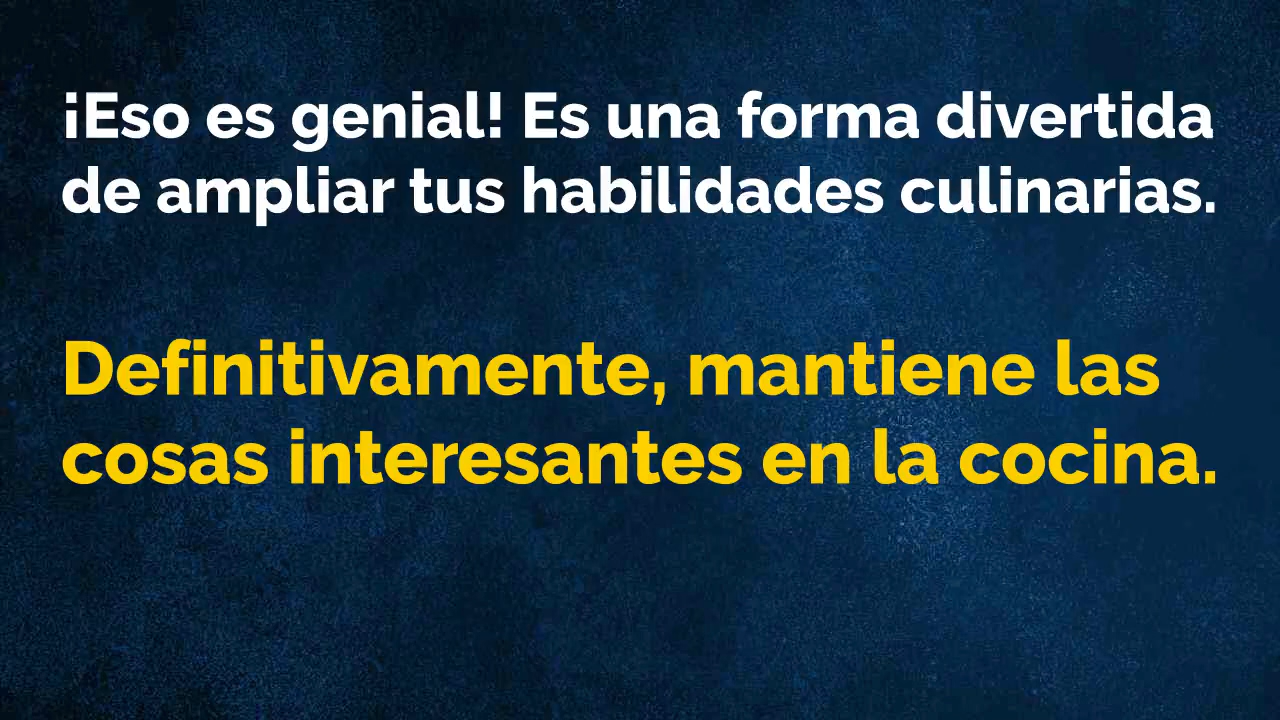 ¡Eso es genial! Es una forma divertida
de ampliar tus habilidades culinarias.
Definitivamente, mantiene las
cosas interesantes en la cocina.